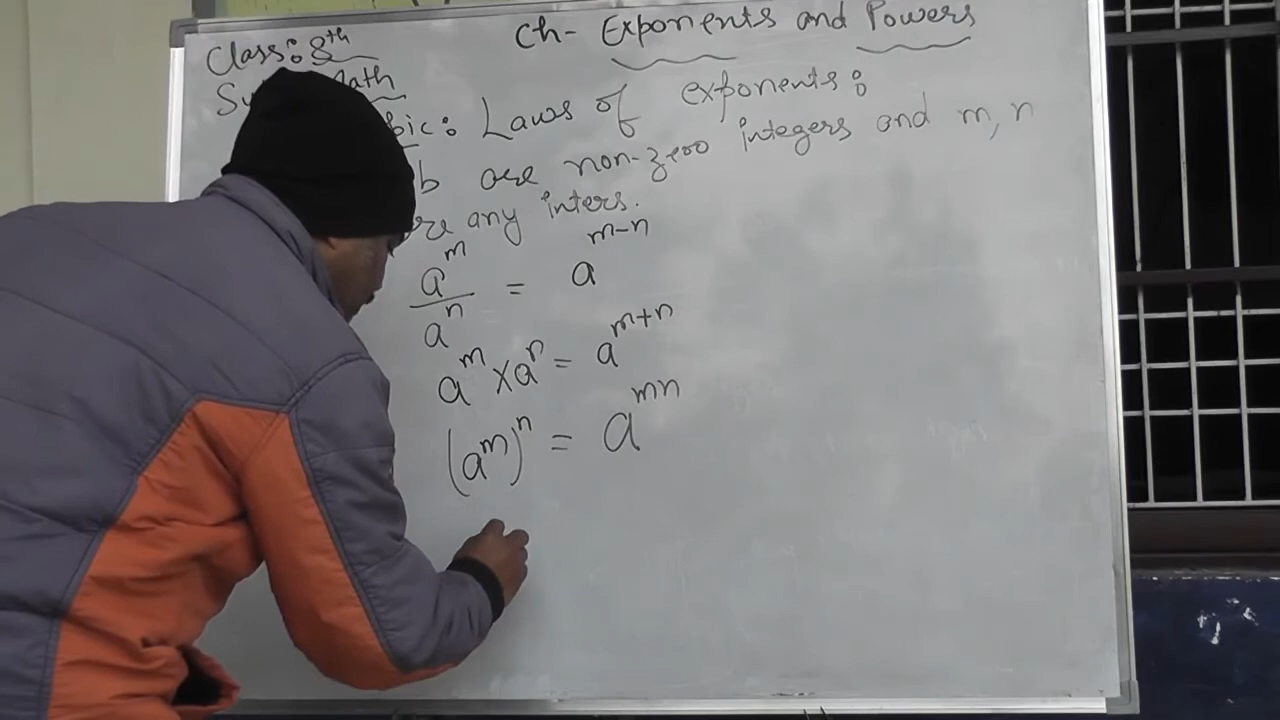 Ch- Exponents and Powers
Class: 8th
Laws of exponents:
b are non-zero integers and m, n
any inters.
a^m / a^n = a^(m-n)
a^m × a^n = a^(m+n)
(a^m)^n = a^(mn)